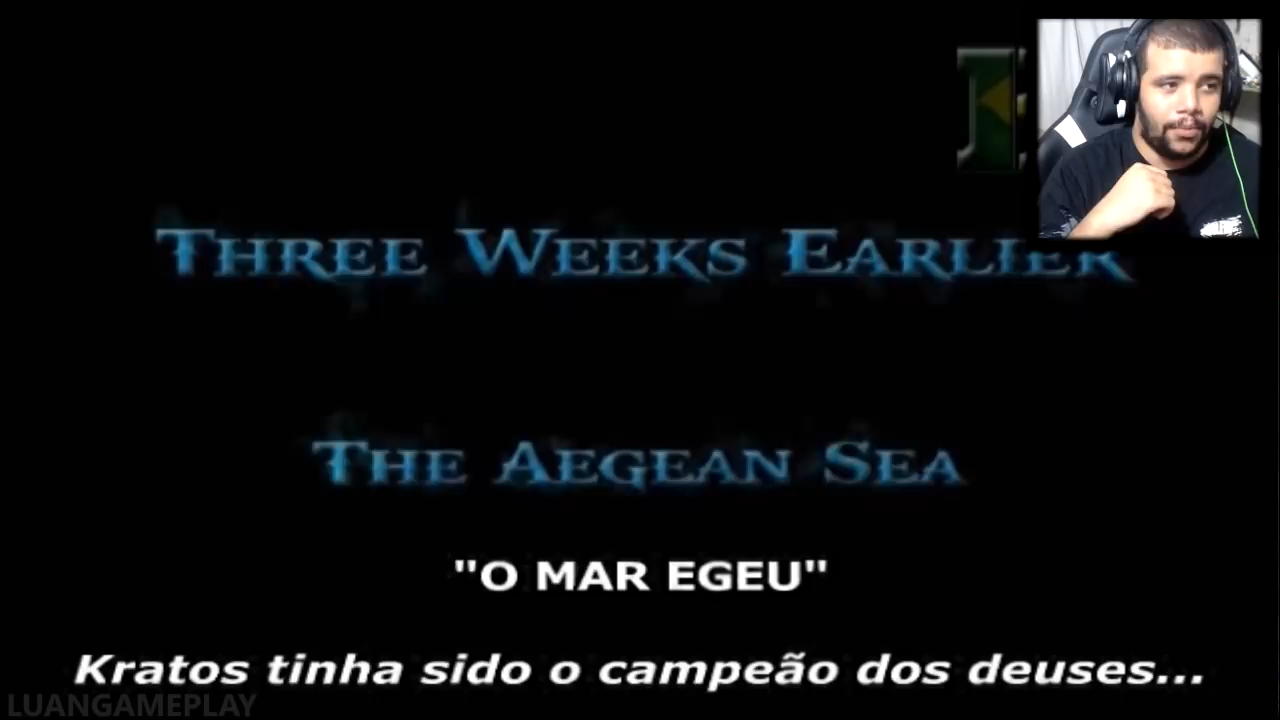 THREE WEEKS EARLIER
THE AEGEAN SEA
"O MAR EGEU"
Kratos tinha sido o campeão dos deuses...
LUANGAMEPLAY